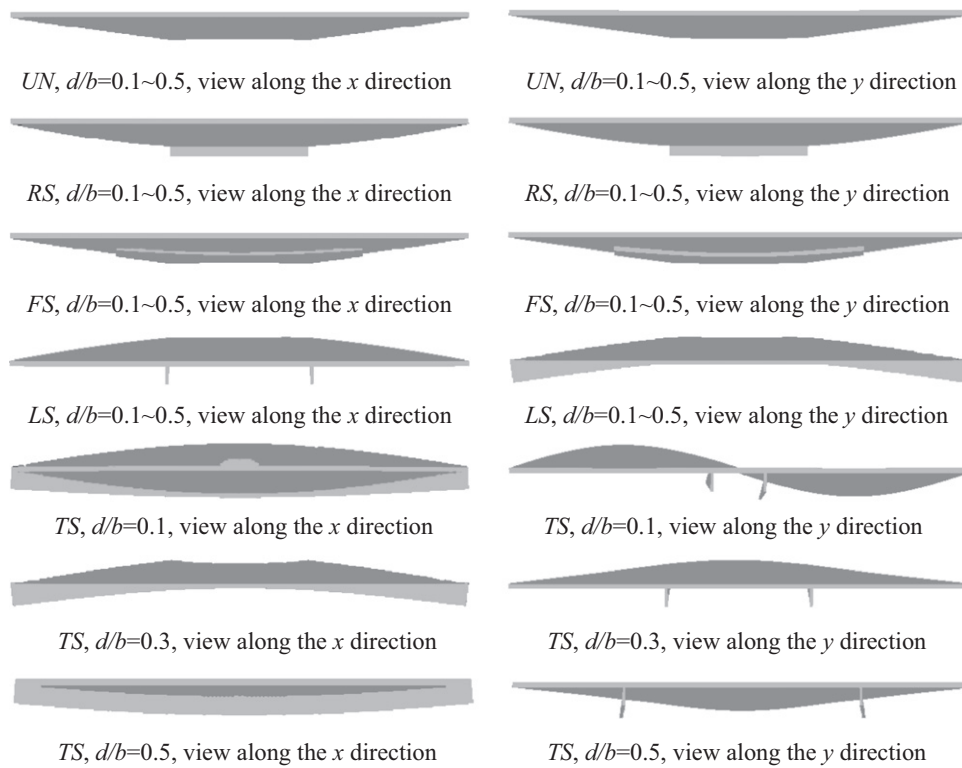 UN, d/b=0.1~0.5, view along the x direction
UN, d/b=0.1~0.5, view along the y direction
RS, d/b=0.1~0.5, view along the x direction
RS, d/b=0.1~0.5, view along the y direction
FS, d/b=0.1~0.5, view along the x direction
FS, d/b=0.1~0.5, view along the y direction
LS, d/b=0.1~0.5, view along the x direction
LS, d/b=0.1~0.5, view along the y direction
TS, d/b=0.1, view along the x direction
TS, d/b=0.1, view along the y direction
TS, d/b=0.3, view along the x direction
TS, d/b=0.3, view along the y direction
TS, d/b=0.5, view along the x direction
TS, d/b=0.5, view along the y direction